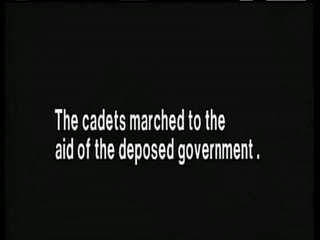 The cadets marched to the
aid of the deposed government .